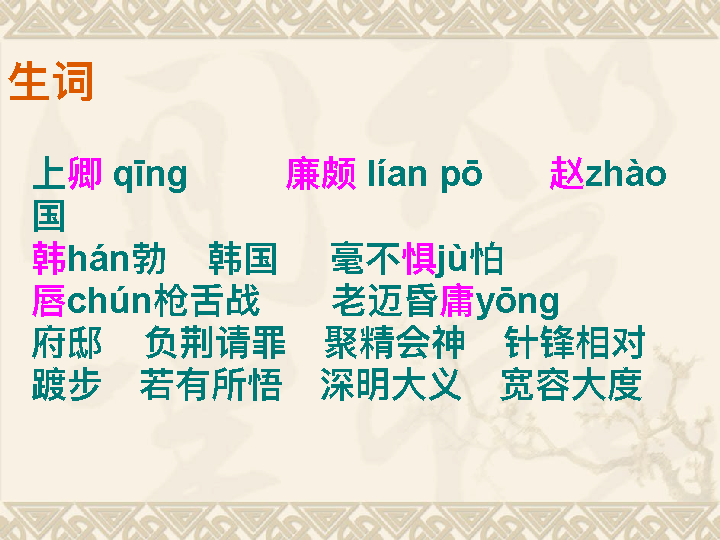 生词
上卿 qīng 廉颇 lían pō 赵zhào
国
韩hán勃 韩国 毫不惧jù怕
唇chún枪舌战 老迈昏庸yōng
府邸 负荆请罪 聚精会神 针锋相对
踱步 若有所悟 深明大义 宽容大度